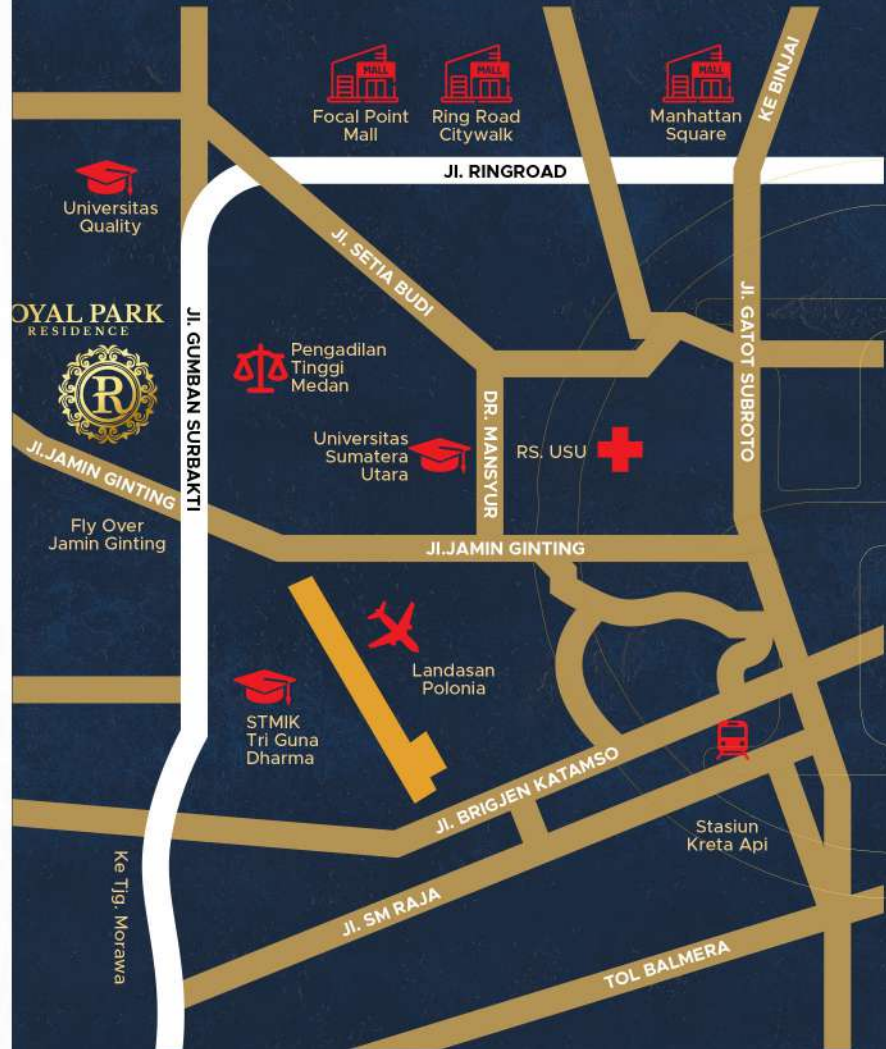 MALL
MALL
MALL
Focal Point
Mall
Ring Road
Citywalk
Manhattan
Square
KE BINJAI
Jl. RINGROAD
Universitas
Quality
Jl. SETIA BUDI
OYAL PARK
RESIDENCE
R
Jl. GUMBAN SURBAKTI
Jl. GATOT SUBROTO
Pengadilan
Tinggi
Medan
DR. MANSYUR
Universitas
Sumatera
Utara
RS. USU
Jl.JAMIN GINTING
Fly Over
Jamin Ginting
Jl.JAMIN GINTING
Landasan
Polonia
STMIK
Tri Guna
Dharma
Jl. BRIGJEN KATAMSO
Stasiun
Kreta Api
Ke Tjg. Morawa
Jl. SM RAJA
TOL BALMERA